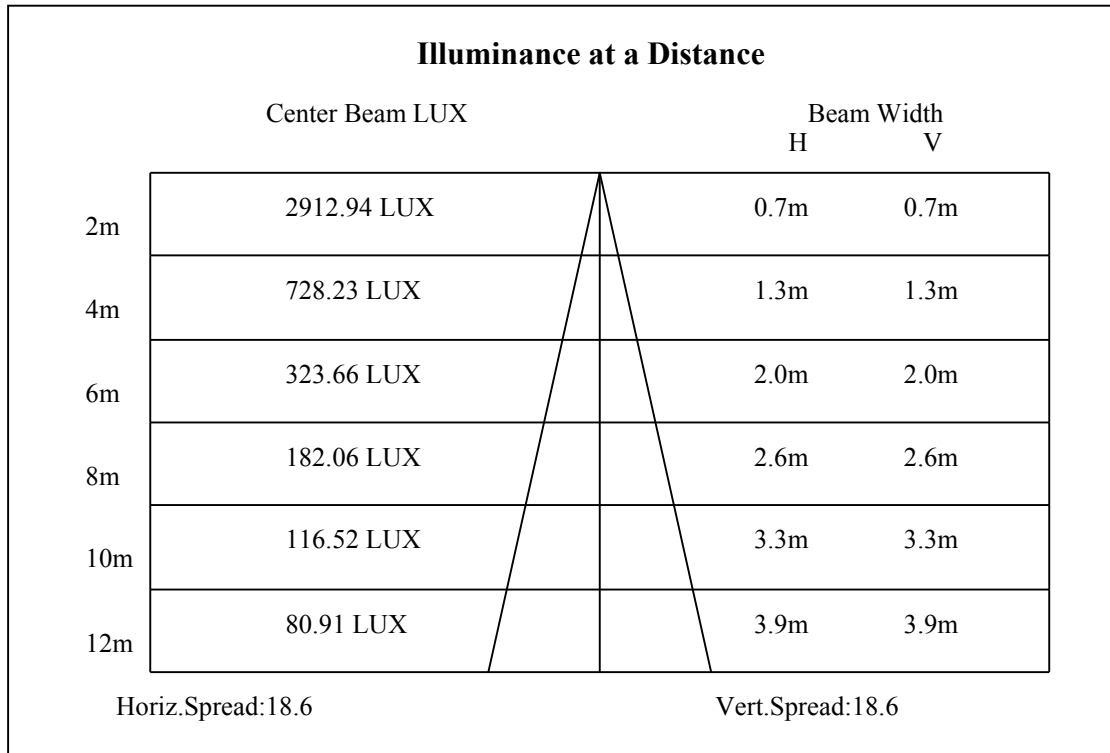 Illuminance at a Distance
Center Beam LUX Beam Width
H V
2m 2912.94 LUX 0.7m 0.7m
4m 728.23 LUX 1.3m 1.3m
6m 323.66 LUX 2.0m 2.0m
8m 182.06 LUX 2.6m 2.6m
10m 116.52 LUX 3.3m 3.3m
12m 80.91 LUX 3.9m 3.9m
Horiz.Spread:18.6 Vert.Spread:18.6